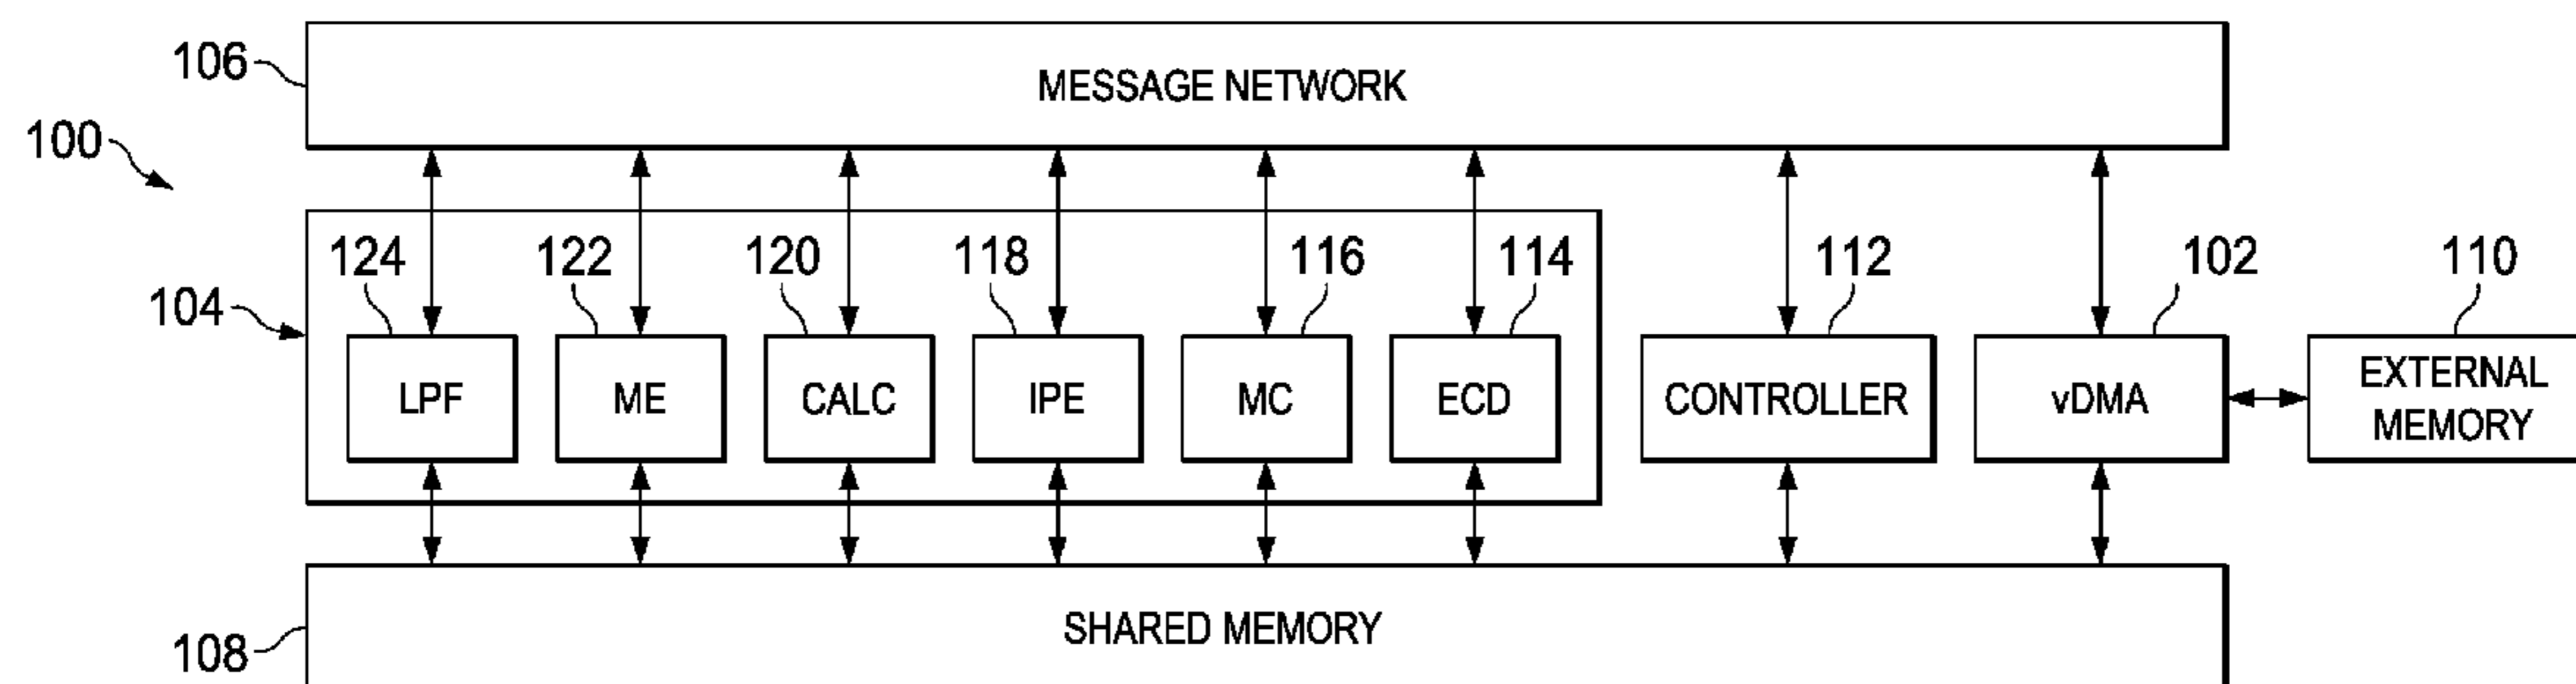 106
MESSAGE NETWORK
100
124 122 120 118 116 114 112 102 110
104
LPF ME CALC IPE MC ECD CONTROLLER vDMA EXTERNAL
MEMORY
SHARED MEMORY
108